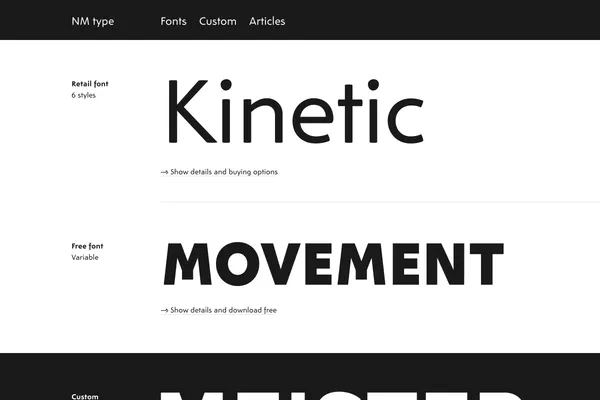 NM type
Fonts Custom Articles
Retail font
6 styles
Kinetic
→ Show details and buying options
Free font
Variable
MOVEMENT
→ Show details and download free
Custom